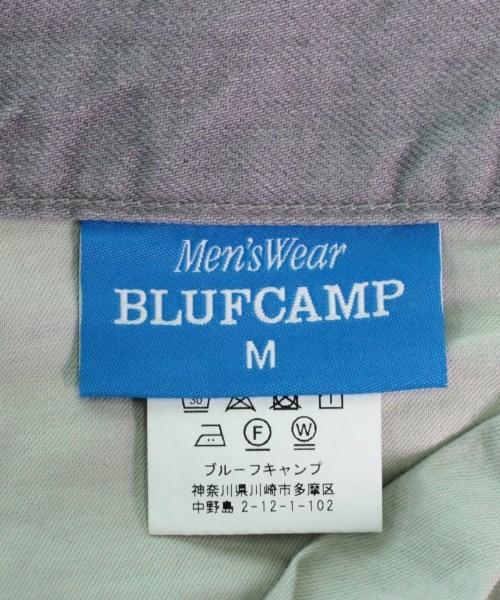 Men'sWear
BLUFCAMP
M
30
F W
ブルーフキャンプ
神奈川県川崎市多摩区
中野島 2-12-1-102